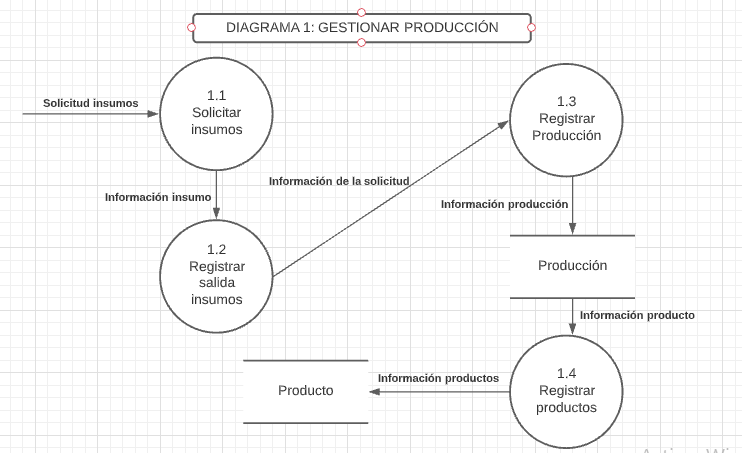 DIAGRAMA 1: GESTIONAR PRODUCCIÓN
Solicitud insumos
1.1
Solicitar
insumos
1.3
Registrar
Producción
Información de la solicitud
Información insumo
Información producción
1.2
Registrar
salida
insumos
Producción
Información producto
1.4
Registrar
productos
Información productos
Producto